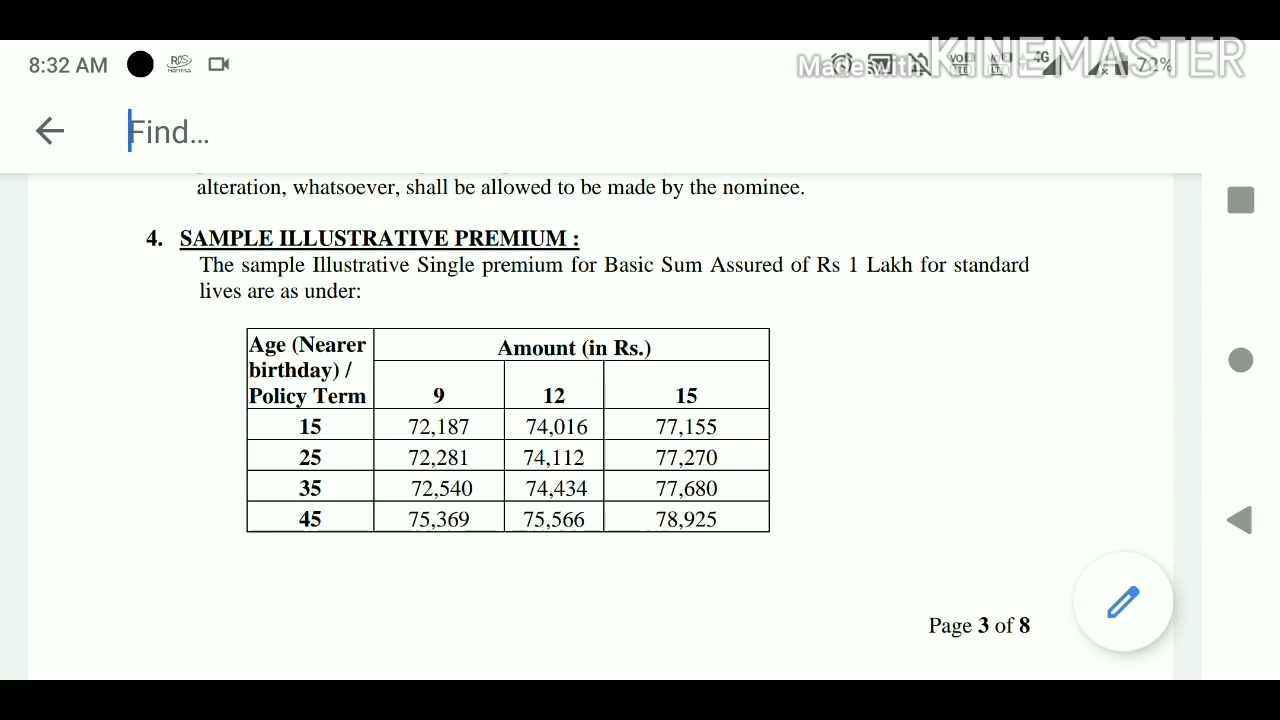 8:32 AM
Made with KINEMASTER
4G
72%
Find...
alteration, whatsoever, shall be allowed to be made by the nominee.
4. SAMPLE ILLUSTRATIVE PREMIUM :
The sample Illustrative Single premium for Basic Sum Assured of Rs 1 Lakh for standard
lives are as under:
Age (Nearer birthday) / Policy Term
Amount (in Rs.)
9 12 15
15 72,187 74,016 77,155
25 72,281 74,112 77,270
35 72,540 74,434 77,680
45 75,369 75,566 78,925
Page 3 of 8